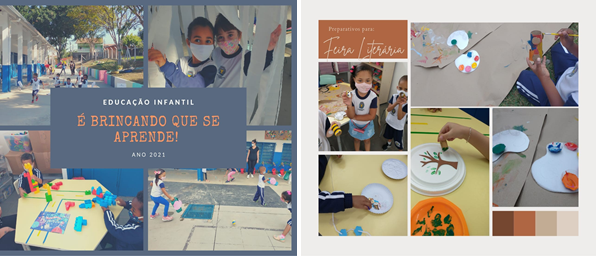 EDUCAÇÃO INFANTIL
É BRINCANDO QUE SE
APRENDE!
ANO 2021
Preparativos para:
Feira Literária